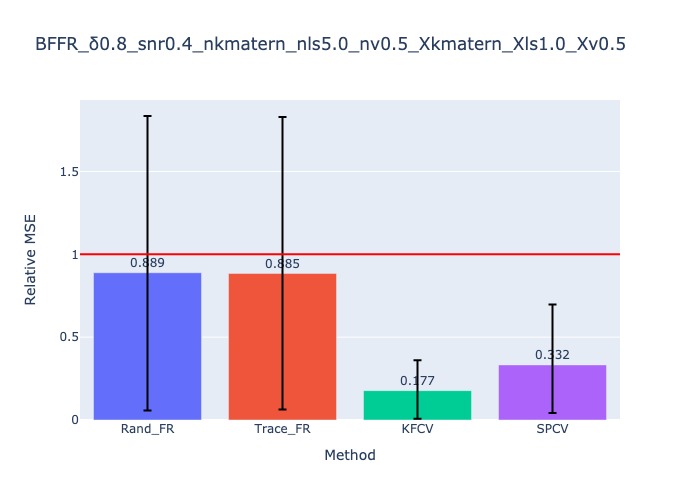 BFFR_δ0.8_snr0.4_nkmatern_nls5.0_nv0.5_Xkmatern_Xls1.0_Xv0.5
1.5
1
0.5
0
0.889
0.885
0.177
0.332
Relative MSE
Rand_FR
Trace_FR
KFCV
SPCV
Method